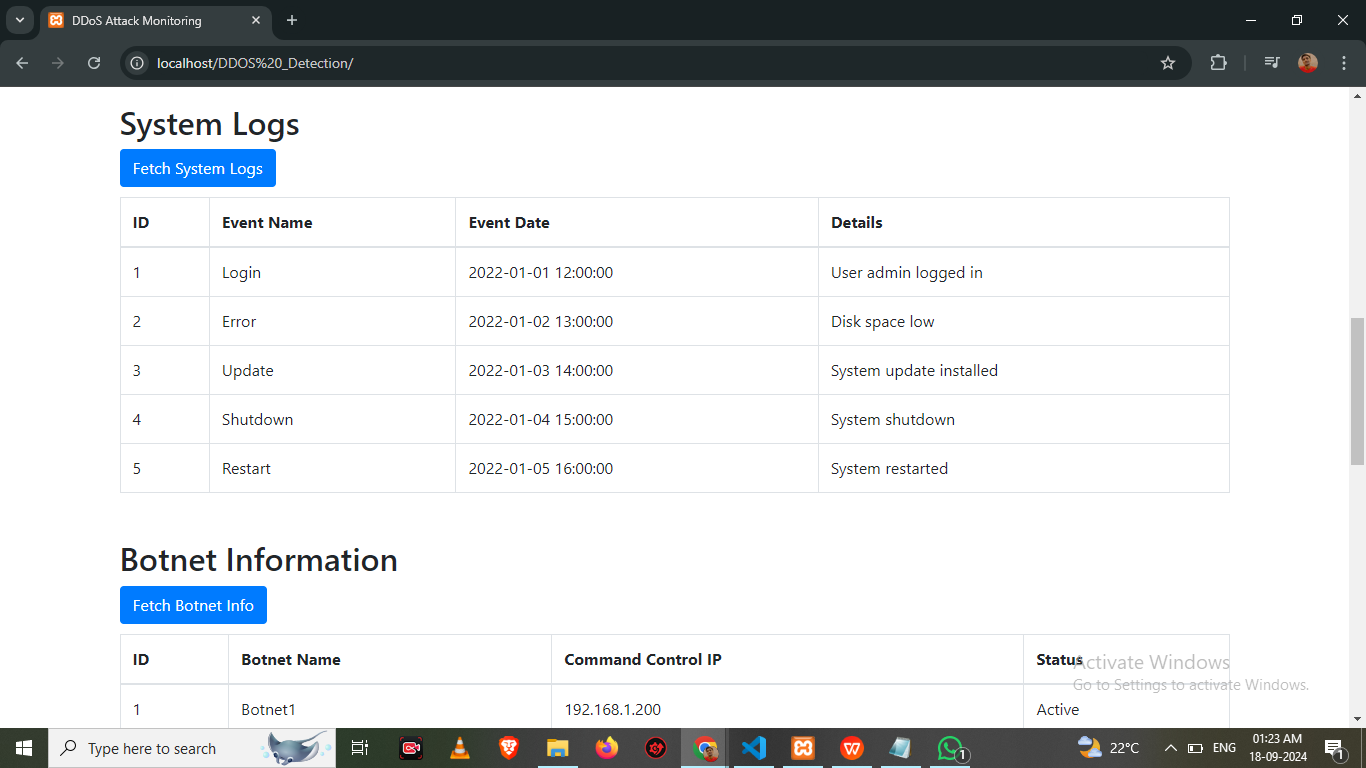 DDoS Attack Monitoring
localhost/DDOS%20_Detection/
System Logs
Fetch System Logs
ID Event Name Event Date Details
1 Login 2022-01-01 12:00:00 User admin logged in
2 Error 2022-01-02 13:00:00 Disk space low
3 Update 2022-01-03 14:00:00 System update installed
4 Shutdown 2022-01-04 15:00:00 System shutdown
5 Restart 2022-01-05 16:00:00 System restarted
Botnet Information
Fetch Botnet Info
ID Botnet Name Command Control IP Status
Activate Windows
Go to Settings to activate Windows.
1 Botnet1 192.168.1.200 Active
Type here to search
1
22°C
ENG
01:23 AM
18-09-2024
1